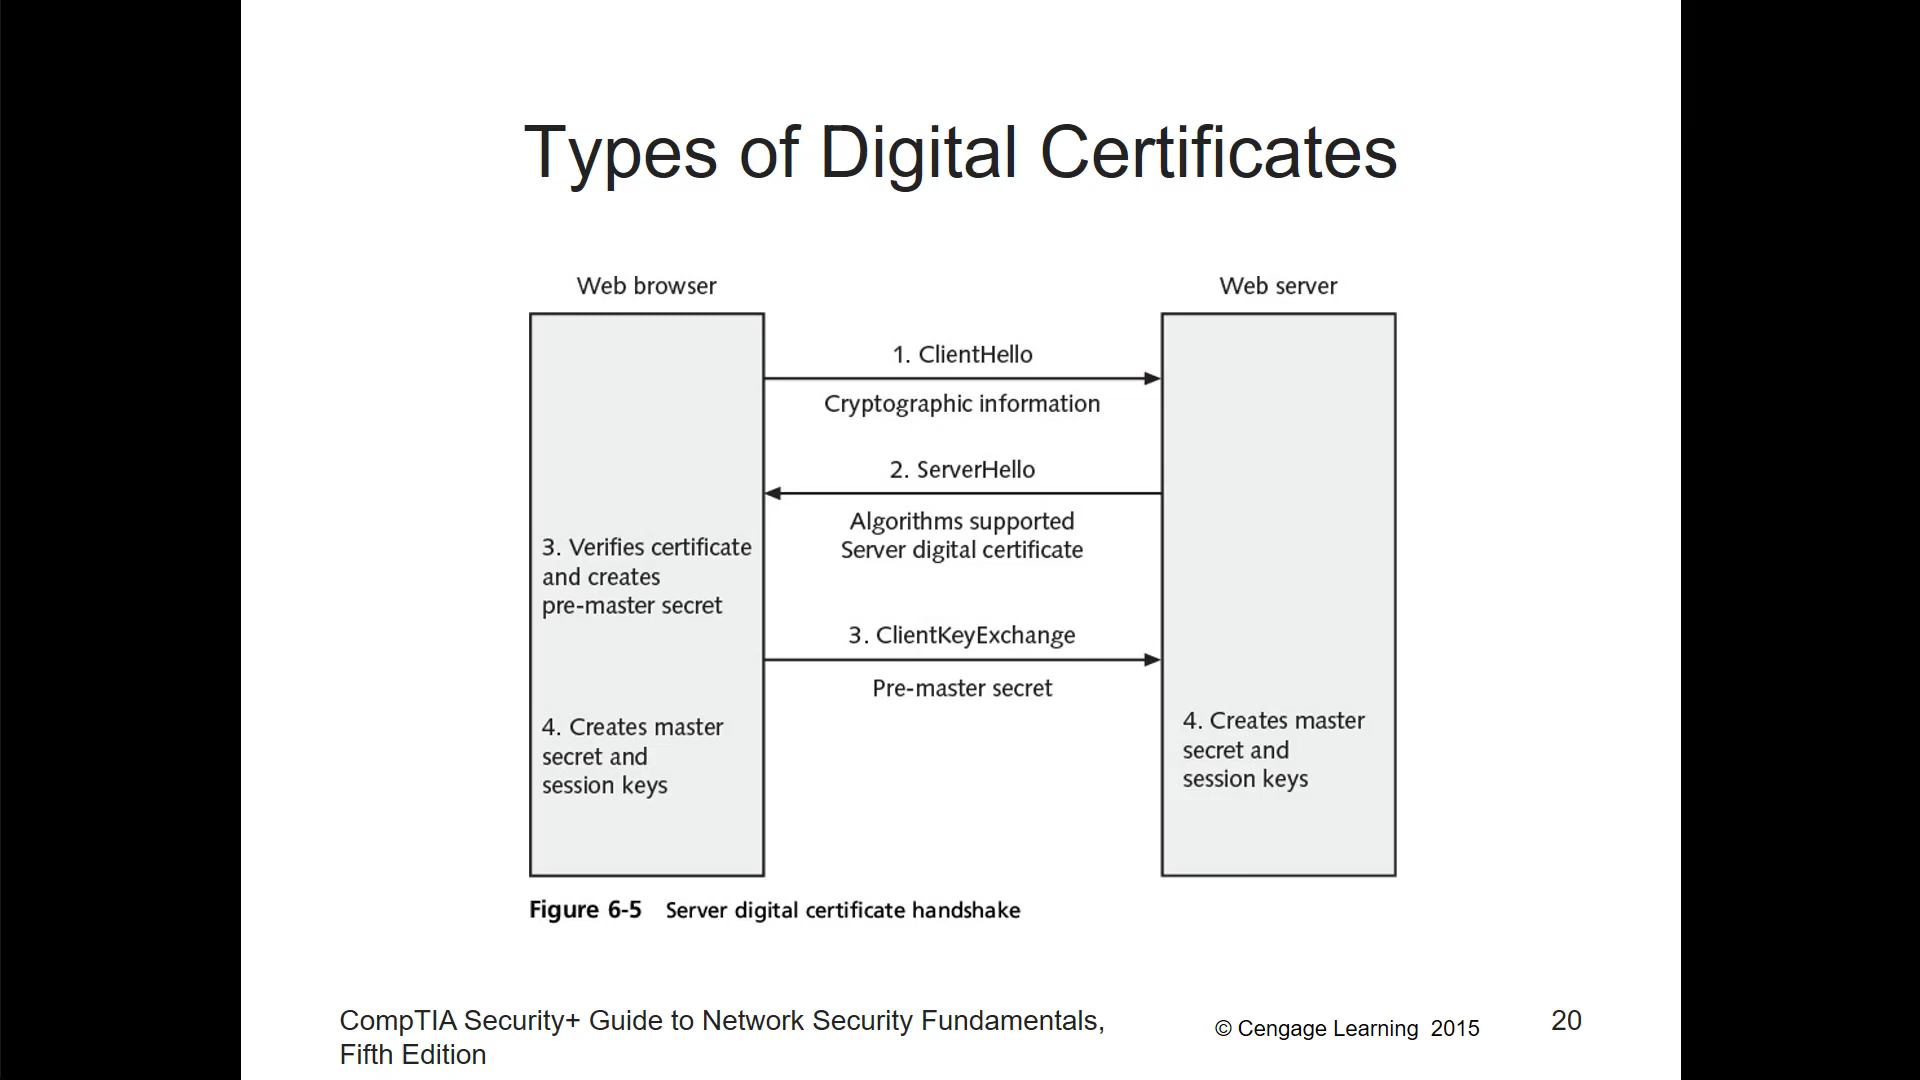 Types of Digital Certificates
Web browser
Web server
1. ClientHello
Cryptographic information
2. ServerHello
Algorithms supported
Server digital certificate
3. Verifies certificate
and creates
pre-master secret
3. ClientKeyExchange
Pre-master secret
4. Creates master
secret and
session keys
4. Creates master
secret and
session keys
Figure 6-5 Server digital certificate handshake
CompTIA Security+ Guide to Network Security Fundamentals,
Fifth Edition
© Cengage Learning 2015
20